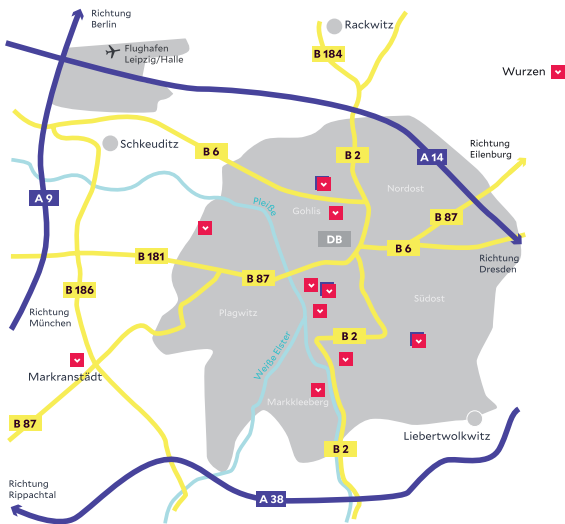 Richtung
Berlin
Rackwitz
Flughafen
Leipzig/Halle
B 184
Wurzen
Schkeuditz
B 6
B 2
A 14
Richtung
Eilenburg
A 9
Pleiße
Nordost
Gohlis
B 87
DB
B 6
B 181
Richtung
Dresden
B 87
B 186
Richtung
München
Plagwitz
Südost
B 2
Weiße Elster
Markranstädt
Markkleeberg
B 87
Liebertwolkwitz
B 2
Richtung
Rippachtal
A 38